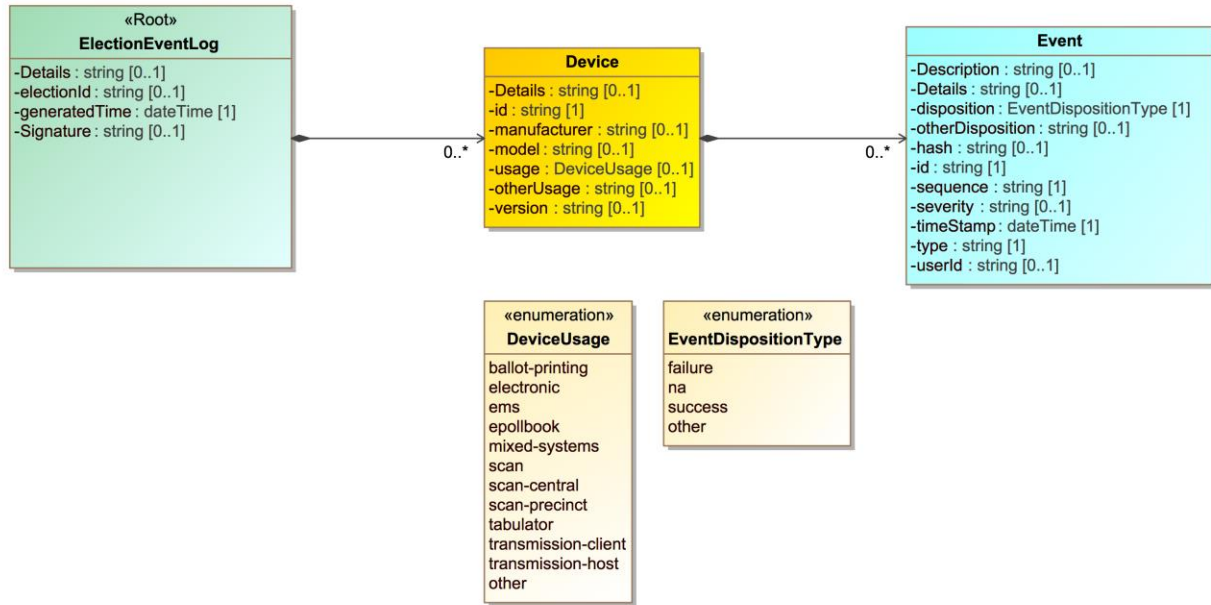 «Root»
ElectionEventLog
-Details : string [0..1]
-electionId : string [0..1]
-generatedTime : dateTime [1]
-Signature : string [0..1]
0..*
Device
-Details : string [0..1]
-id : string [1]
-manufacturer : string [0..1]
-model : string [0..1]
-usage : DeviceUsage [0..1]
-otherUsage : string [0..1]
-version : string [0..1]
0..*
Event
-Description : string [0..1]
-Details : string [0..1]
-disposition : EventDispositionType [1]
-otherDisposition : string [0..1]
-hash : string [0..1]
-id : string [1]
-sequence : string [1]
-severity : string [0..1]
-timeStamp : dateTime [1]
-type : string [1]
-userId : string [0..1]
«enumeration»
DeviceUsage
ballot-printing
electronic
ems
epollbook
mixed-systems
scan
scan-central
scan-precinct
tabulator
transmission-client
transmission-host
other
«enumeration»
EventDispositionType
failure
na
success
other